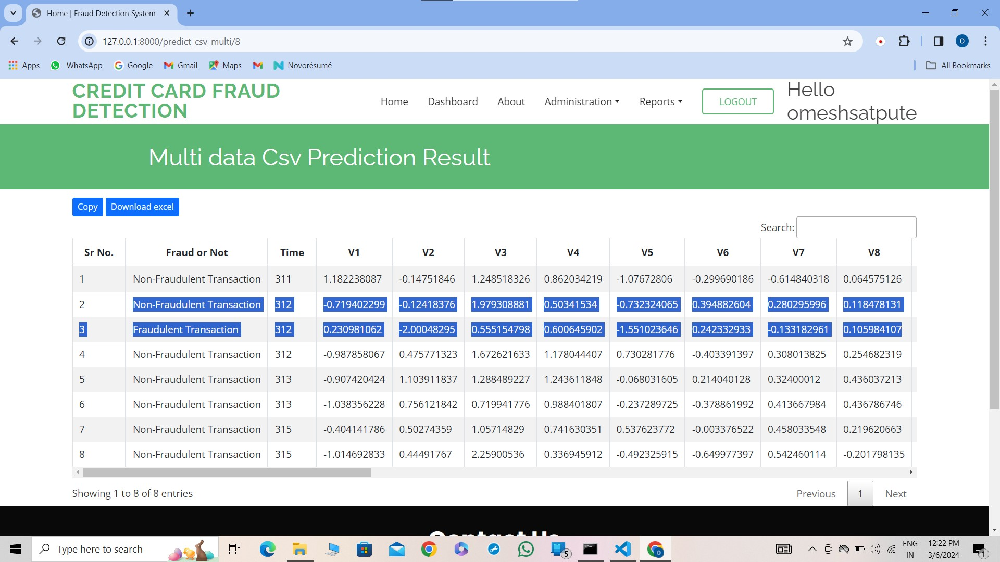 Home | Fraud Detection System
127.0.0.1:8000/predict_csv_multi/8
O
Apps WhatsApp Google Gmail Maps Novorésumé All Bookmarks
CREDIT CARD FRAUD
DETECTION
Home Dashboard About Administration Reports LOGOUT
Hello
omeshsatpute
Multi data Csv Prediction Result
Copy Download excel
Search:
Sr No. Fraud or Not Time V1 V2 V3 V4 V5 V6 V7 V8
1 Non-Fraudulent Transaction 311 1.182238087 -0.14751846 1.248518326 0.862034219 -1.07672806 -0.299690186 -0.614840318 0.064575126
2 Non-Fraudulent Transaction 312 -0.719402299 -0.12418376 1.979308881 0.50341534 -0.732324065 0.394882604 0.280295996 0.118478131
3 Fraudulent Transaction 312 0.230981062 -2.00048295 0.555154798 0.600645902 -1.551023646 0.242332933 -0.133182961 0.105984107
4 Non-Fraudulent Transaction 312 -0.987858067 0.475771323 1.672621633 1.178044407 0.730281776 -0.403391397 0.308013825 0.254682319
5 Non-Fraudulent Transaction 313 -0.907420424 1.103911837 1.288489227 1.243611848 -0.068031605 0.214040128 0.32400012 0.436037213
6 Non-Fraudulent Transaction 313 -1.038356228 0.756121842 0.719941776 0.988401807 -0.237289725 -0.378861992 0.413667984 0.436786746
7 Non-Fraudulent Transaction 315 -0.404141786 0.50274359 1.05714829 0.741630351 0.537623772 -0.003376522 0.458033548 0.219620663
8 Non-Fraudulent Transaction 315 -1.014692833 0.44491767 2.25900536 0.336945912 -0.492325915 -0.649977397 0.542460114 -0.201798135
Showing 1 to 8 of 8 entries
Previous 1 Next
Contact Us
Type here to search
5
O
ENG
IN
12:22 PM
3/6/2024
1